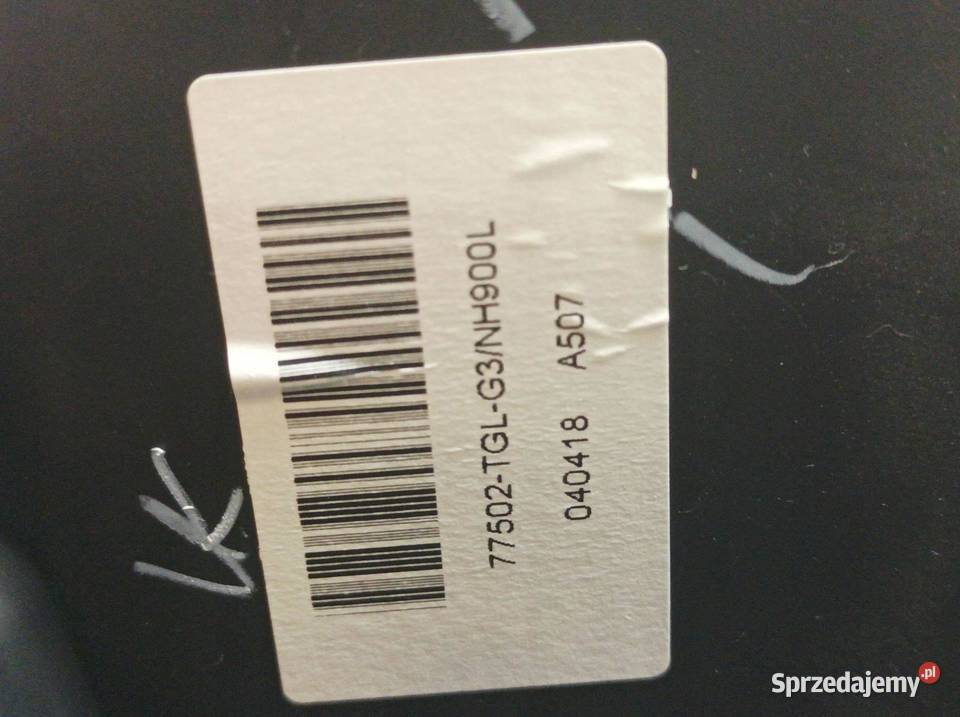 77502-TGL-G3/NH900L
040418 A507
K
Sprzedajemy.pl